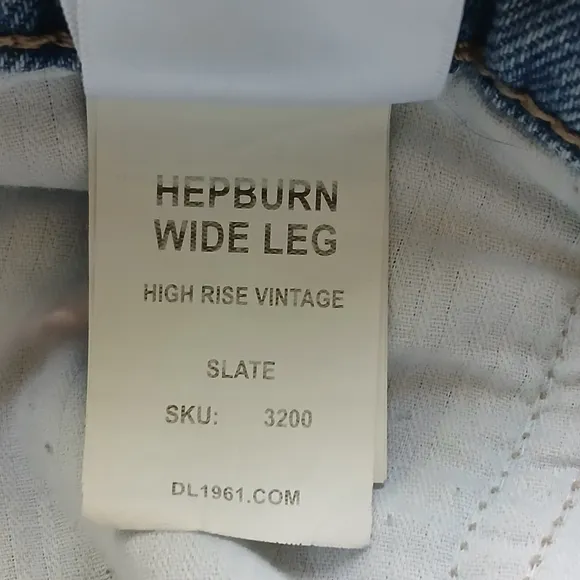 HEPBURN
WIDE LEG
HIGH RISE VINTAGE
SLATE
SKU: 3200
DL1961.COM